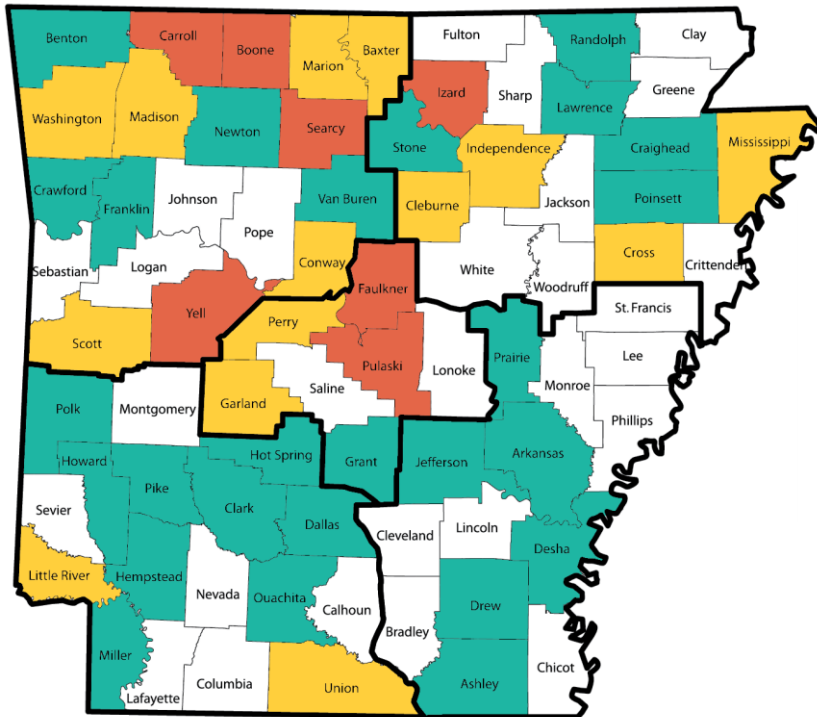 Benton
Carroll
Boone
Marion
Baxter
Fulton
Randolph
Clay
Washington
Madison
Newton
Searcy
Izard
Sharp
Lawrence
Greene
Stone
Independence
Craighead
Mississippi
Crawford
Franklin
Johnson
Pope
Van Buren
Cleburne
Jackson
Poinsett
Sebastian
Logan
Conway
White
Woodruff
Cross
Crittenden
Scott
Yell
Perry
Faulkner
Pulaski
Lonoke
Prairie
St. Francis
Lee
Monroe
Phillips
Garland
Saline
Polk
Montgomery
Hot Spring
Grant
Jefferson
Arkansas
Howard
Pike
Clark
Dallas
Sevier
Cleveland
Lincoln
Desha
Little River
Hempstead
Nevada
Ouachita
Calhoun
Bradley
Drew
Miller
Lafayette
Columbia
Union
Ashley
Chicot